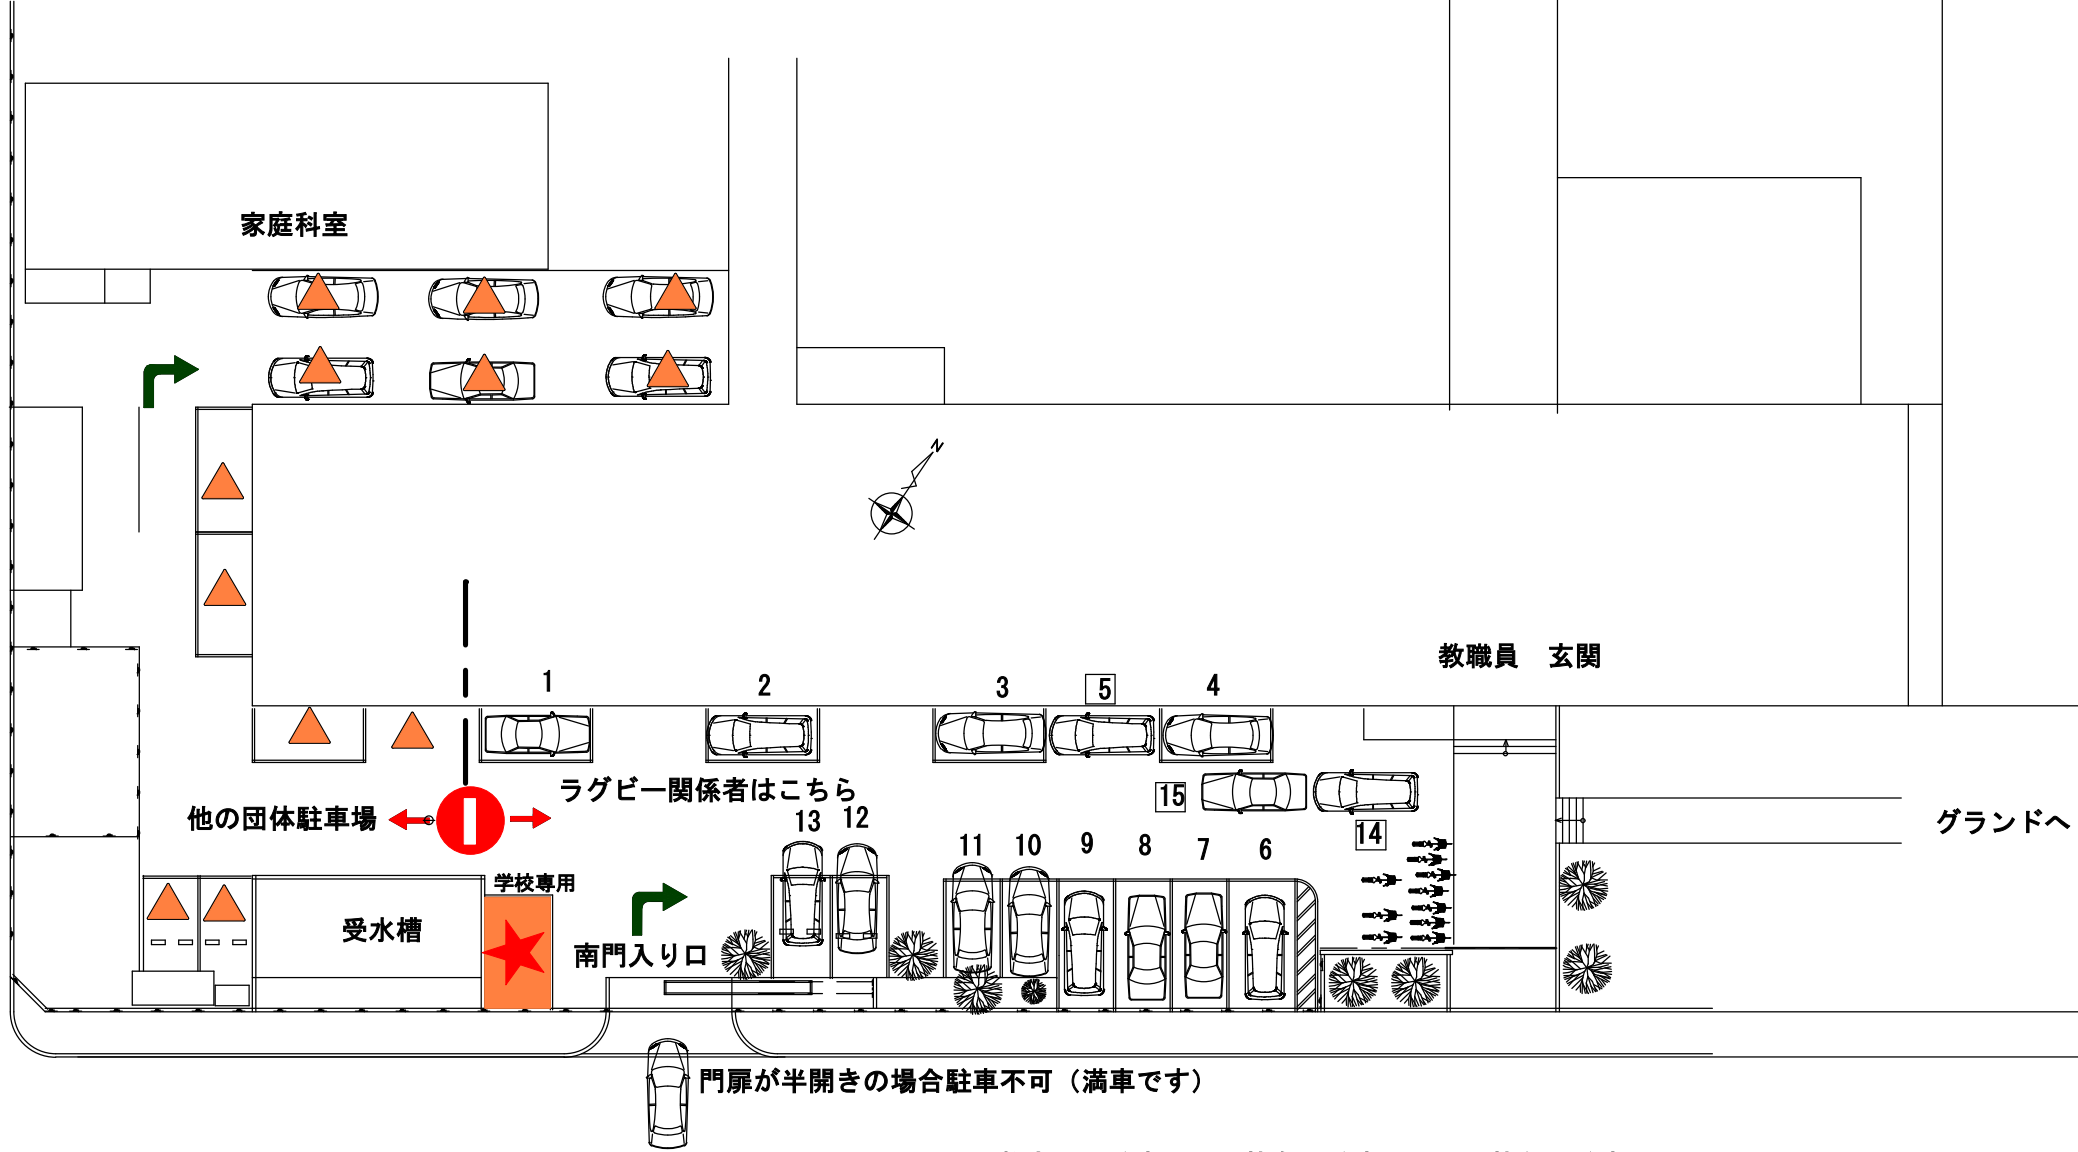 家庭科室
N
教職員　玄関
1
2
3
5
4
ラグビー関係者はこちら
15
他の団体駐車場
13
12
14
グランドへ
11
10
9
8
7
6
学校専用
受水槽
南門入り口
門扉が半開きの場合駐車不可（満車です）